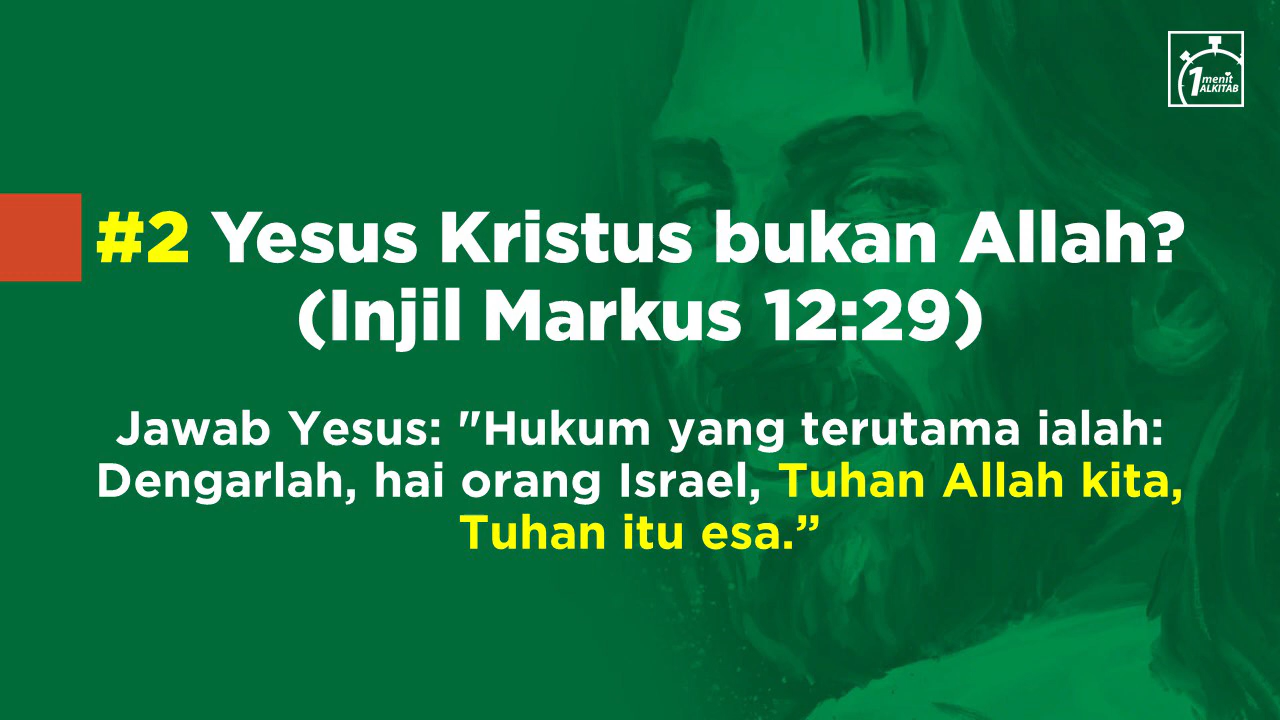 1 menit
ALKITAB
#2 Yesus Kristus bukan Allah?
(Injil Markus 12:29)
Jawab Yesus: "Hukum yang terutama ialah:
Dengarlah, hai orang Israel, Tuhan Allah kita,
Tuhan itu esa.”